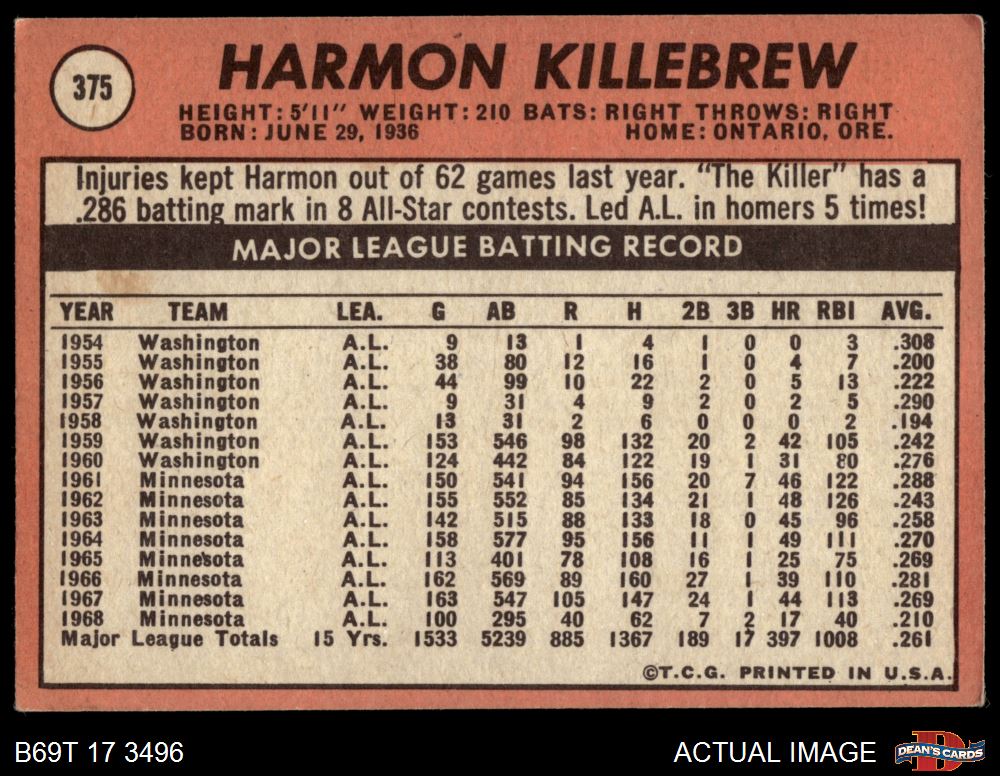 375
HARMON KILLEBREW
HEIGHT: 5'11" WEIGHT: 210 BATS: RIGHT THROWS: RIGHT
BORN: JUNE 29, 1936 HOME: ONTARIO, ORE.
Injuries kept Harmon out of 62 games last year. "The Killer" has a
.286 batting mark in 8 All-Star contests. Led A.L. in homers 5 times!
MAJOR LEAGUE BATTING RECORD
YEAR TEAM LEA. G AB R H 2B 3B HR RBI AVG.
1954 Washington A.L. 9 13 1 4 1 0 0 3 .308
1955 Washington A.L. 38 80 12 16 1 0 4 7 .200
1956 Washington A.L. 44 99 10 22 2 0 5 13 .222
1957 Washington A.L. 9 31 4 9 2 0 2 5 .290
1958 Washington A.L. 13 31 2 6 0 0 0 2 .194
1959 Washington A.L. 153 546 98 132 20 2 42 105 .242
1960 Washington A.L. 124 442 84 122 19 1 31 80 .276
1961 Minnesota A.L. 150 541 94 156 20 7 46 122 .288
1962 Minnesota A.L. 155 552 85 134 21 1 48 126 .243
1963 Minnesota A.L. 142 515 88 133 18 0 45 96 .258
1964 Minnesota A.L. 158 577 95 156 11 1 49 111 .270
1965 Minnesota A.L. 113 401 78 108 16 1 25 75 .269
1966 Minnesota A.L. 162 569 89 160 27 1 39 110 .281
1967 Minnesota A.L. 163 547 105 147 24 1 44 113 .269
1968 Minnesota A.L. 100 295 40 62 7 2 17 40 .210
Major League Totals 15 Yrs. 1533 5239 885 1367 189 17 397 1008 .261
©T.C.G. PRINTED IN U.S.A.
B69T 17 3496 ACTUAL IMAGE DEAN'S CARDS